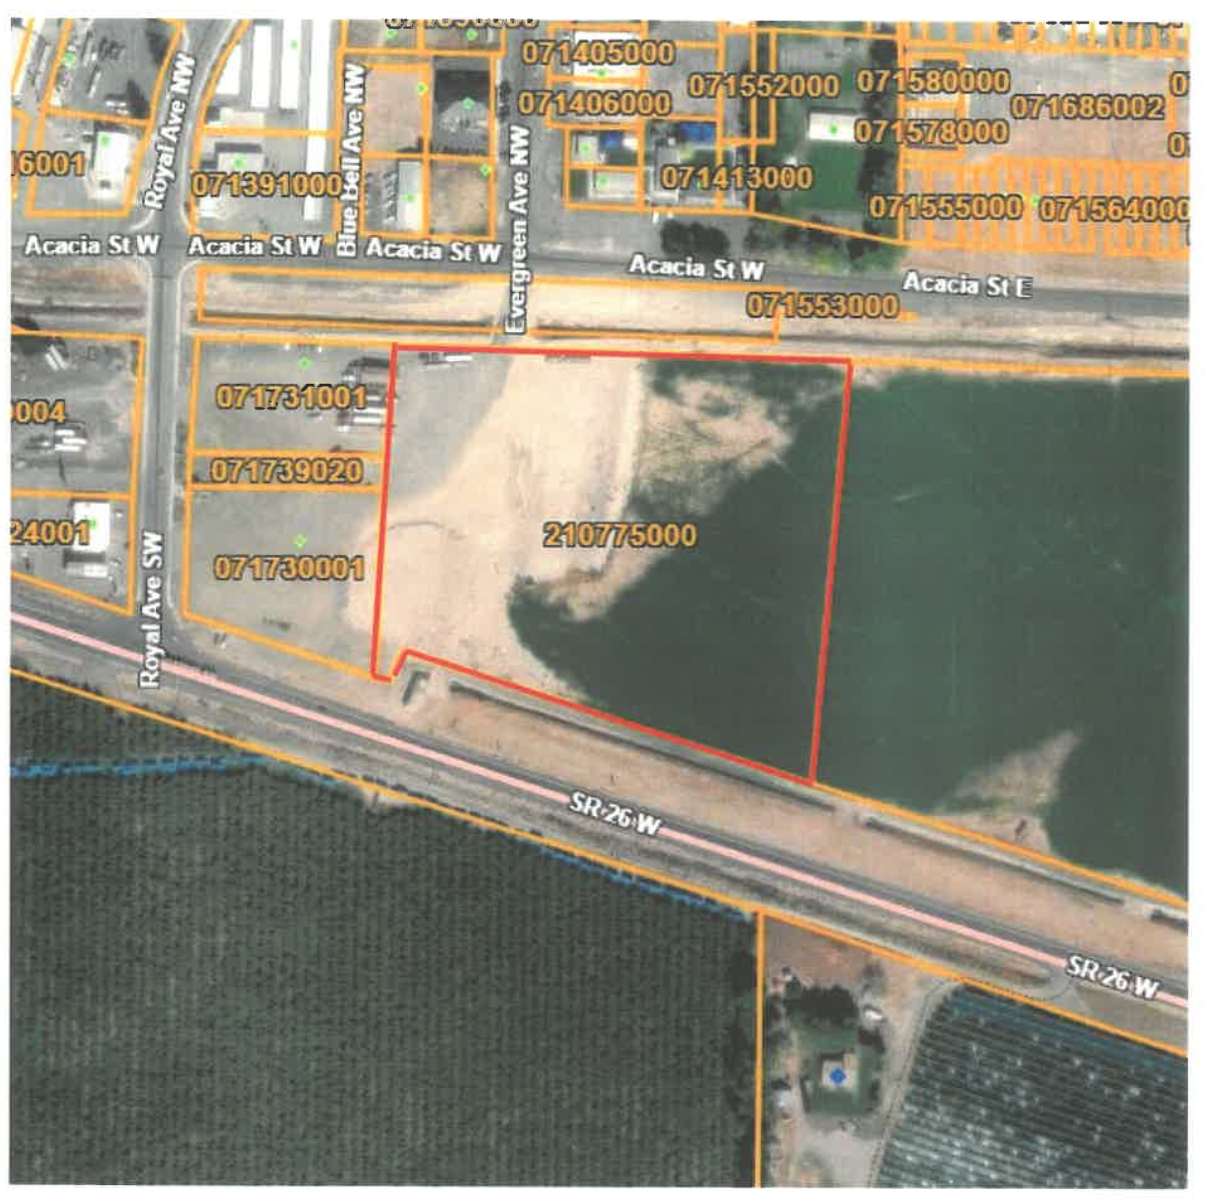 071405000
071552000
071580000
071406000
071686002
071578000
Royal Ave NW
Blue bell Ave NW
Evergreen Ave NW
6001
071391000
071413000
071555000
071564000
Acacia St W
Acacia St W
Acacia St W
Acacia St W
Acacia St E
071553000
071731001
004
071739020
24001
210775000
071730001
Royal Ave SW
SR 26 W
SR 26 W